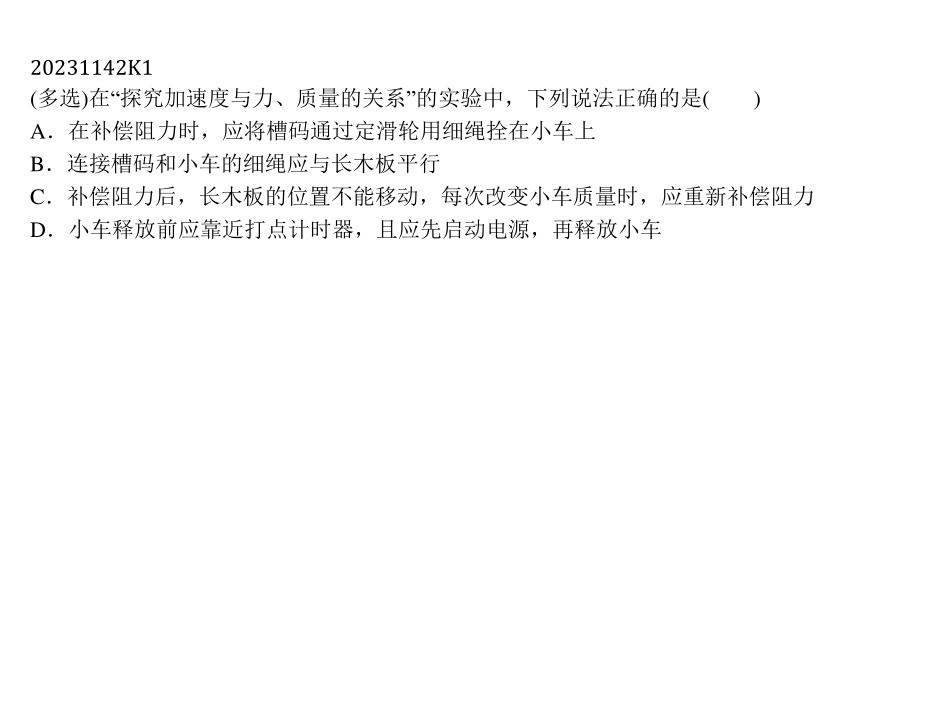 20231142K1
(多选)在“探究加速度与力、质量的关系”的实验中，下列说法正确的是(　　)
A．在补偿阻力时，应将槽码通过定滑轮用细绳拴在小车上
B．连接槽码和小车的细绳应与长木板平行
C．补偿阻力后，长木板的位置不能移动，每次改变小车质量时，应重新补偿阻力
D．小车释放前应靠近打点计时器，且应先启动电源，再释放小车